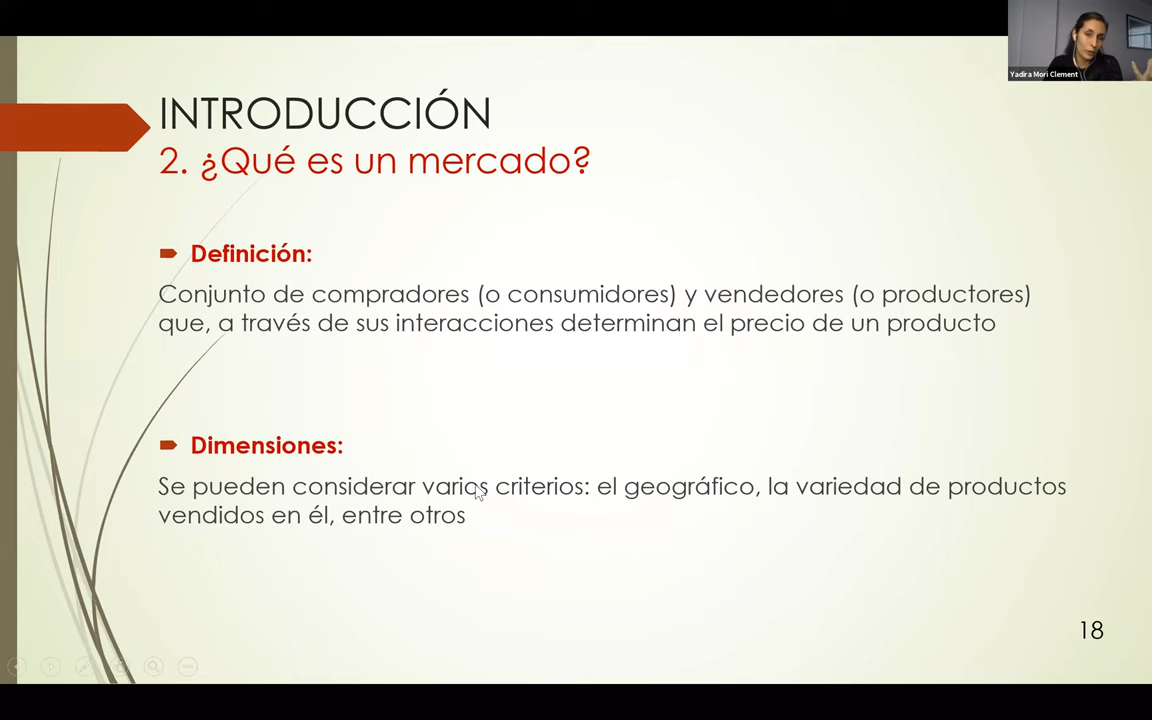 Yadira Mori Clement
INTRODUCCIÓN
2. ¿Qué es un mercado?
Definición:
Conjunto de compradores (o consumidores) y vendedores (o productores)
que, a través de sus interacciones determinan el precio de un producto
Dimensiones:
Se pueden considerar varios criterios: el geográfico, la variedad de productos
vendidos en él, entre otros
18